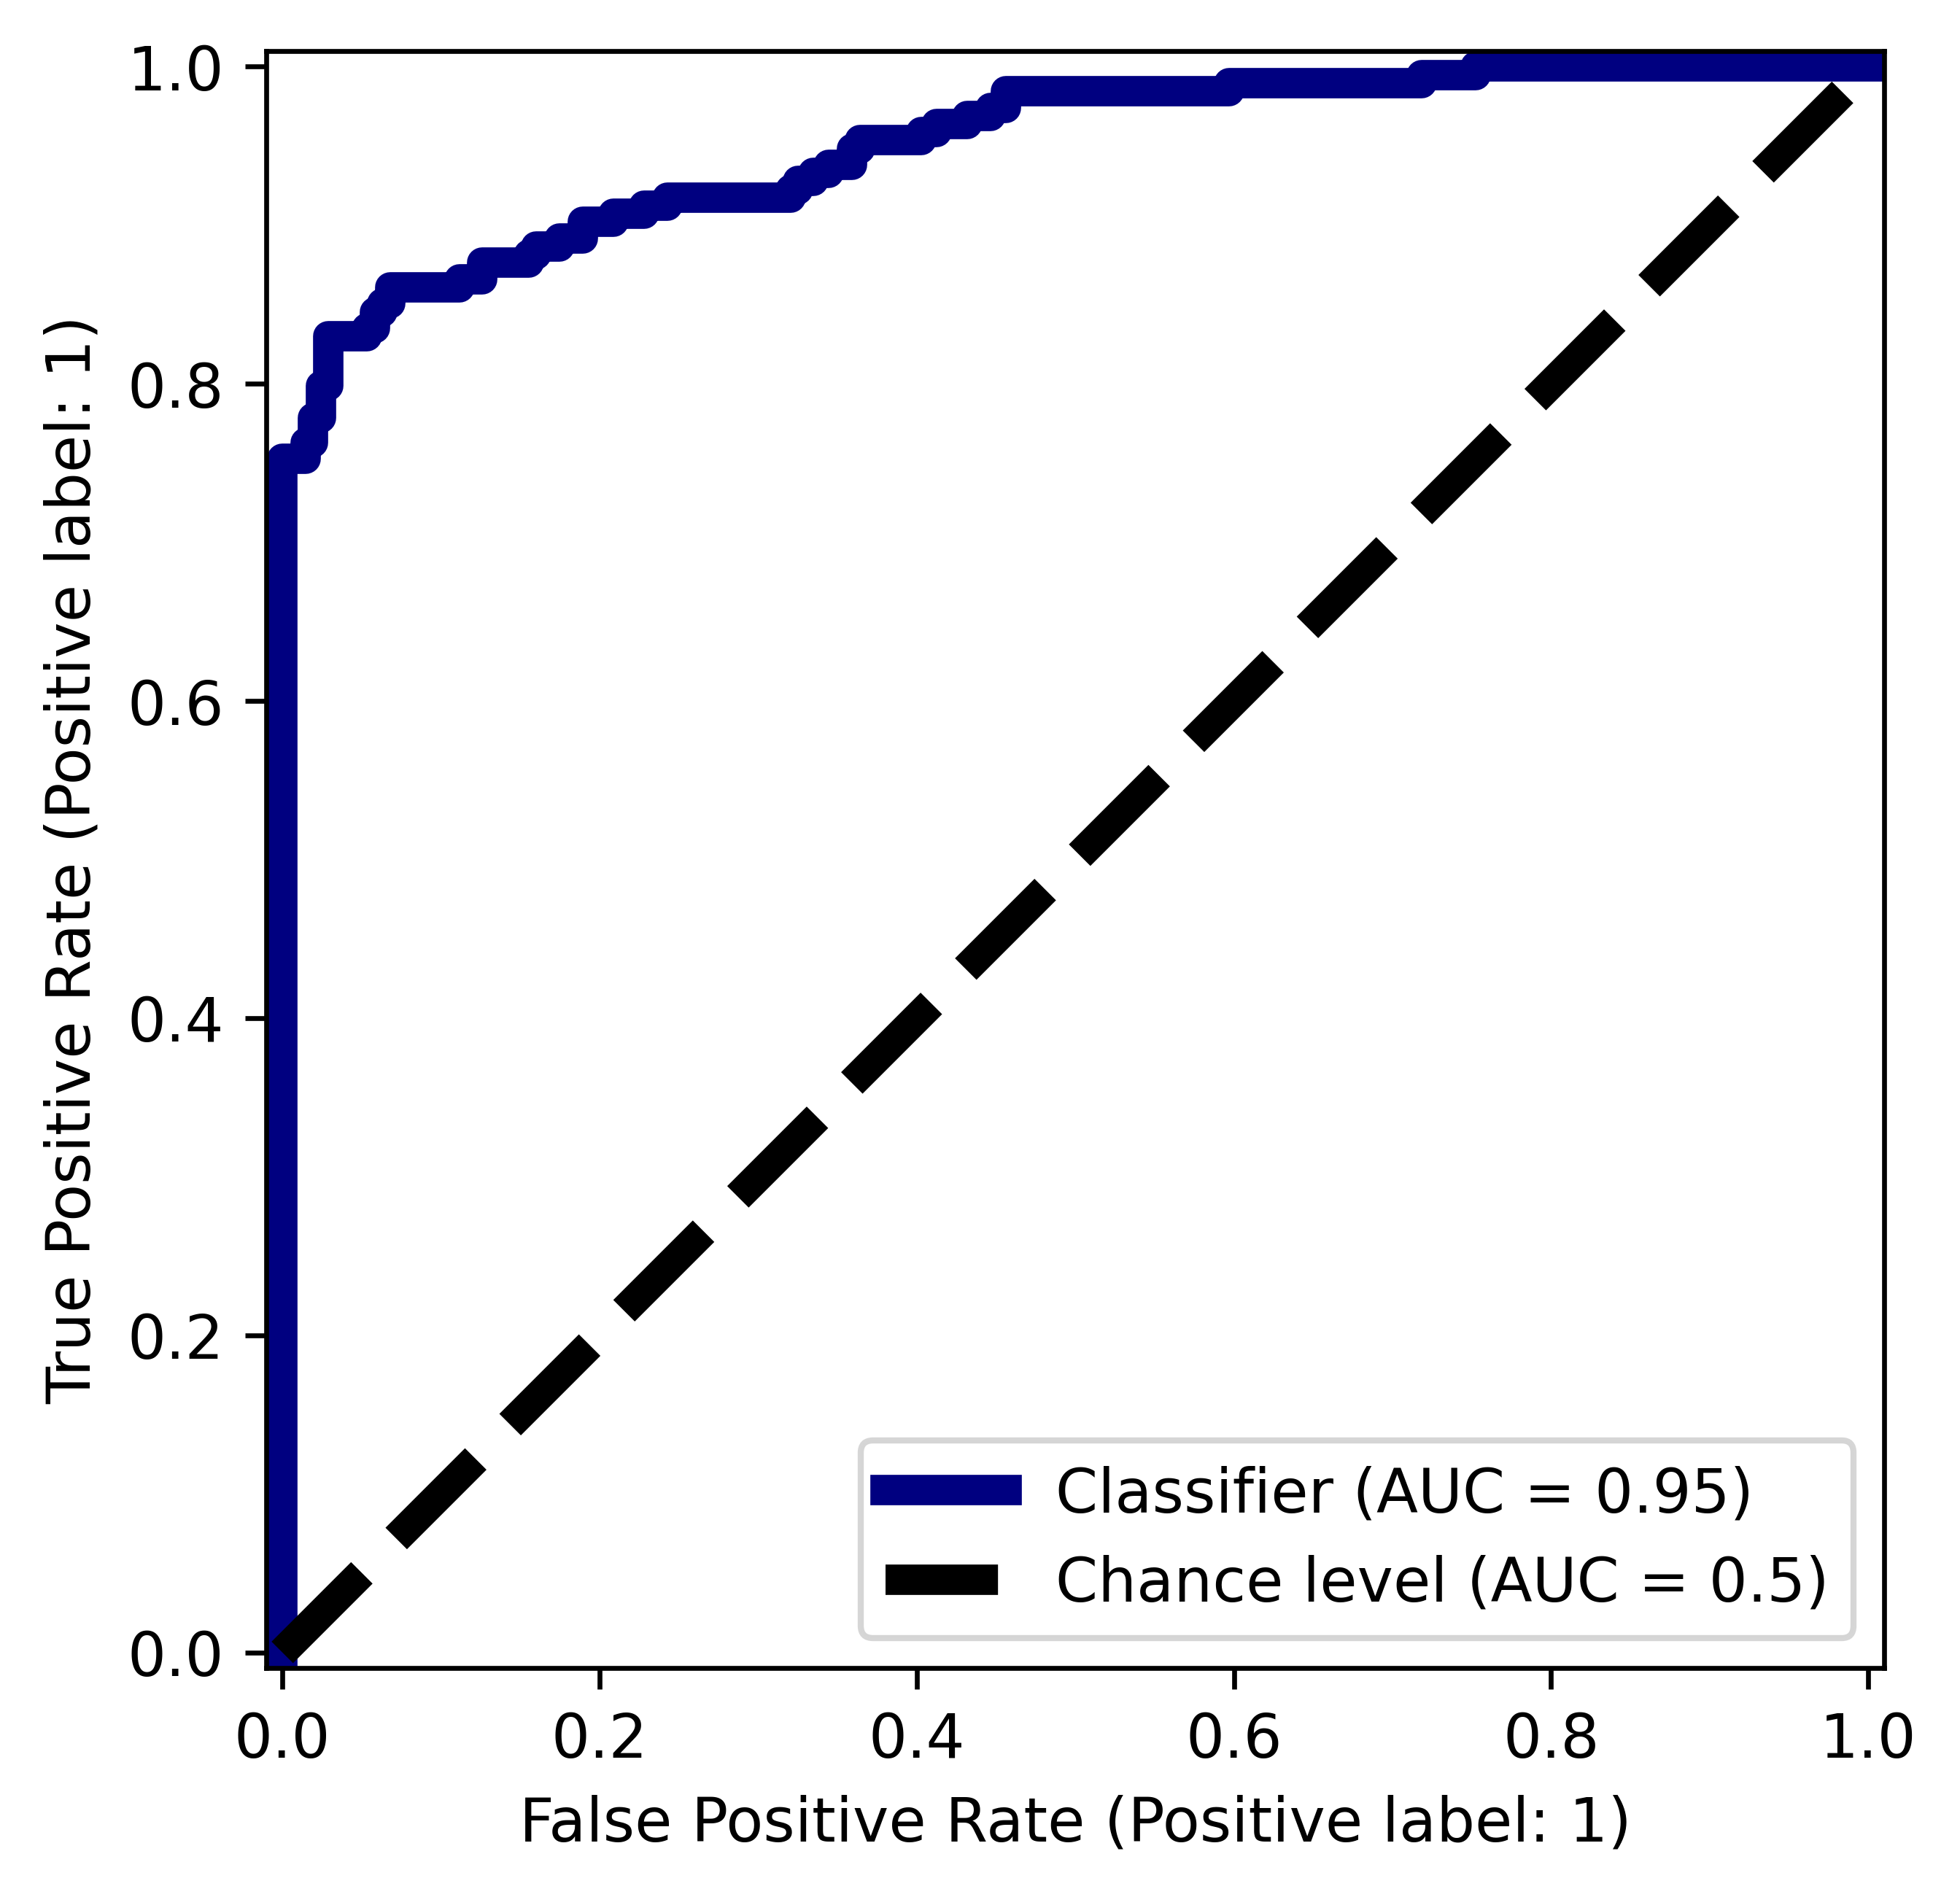 1.0
0.8
0.6
0.4
0.2
0.0
True Positive Rate (Positive label: 1)
Classifier (AUC = 0.95)
Chance level (AUC = 0.5)
0.0 0.2 0.4 0.6 0.8 1.0
False Positive Rate (Positive label: 1)